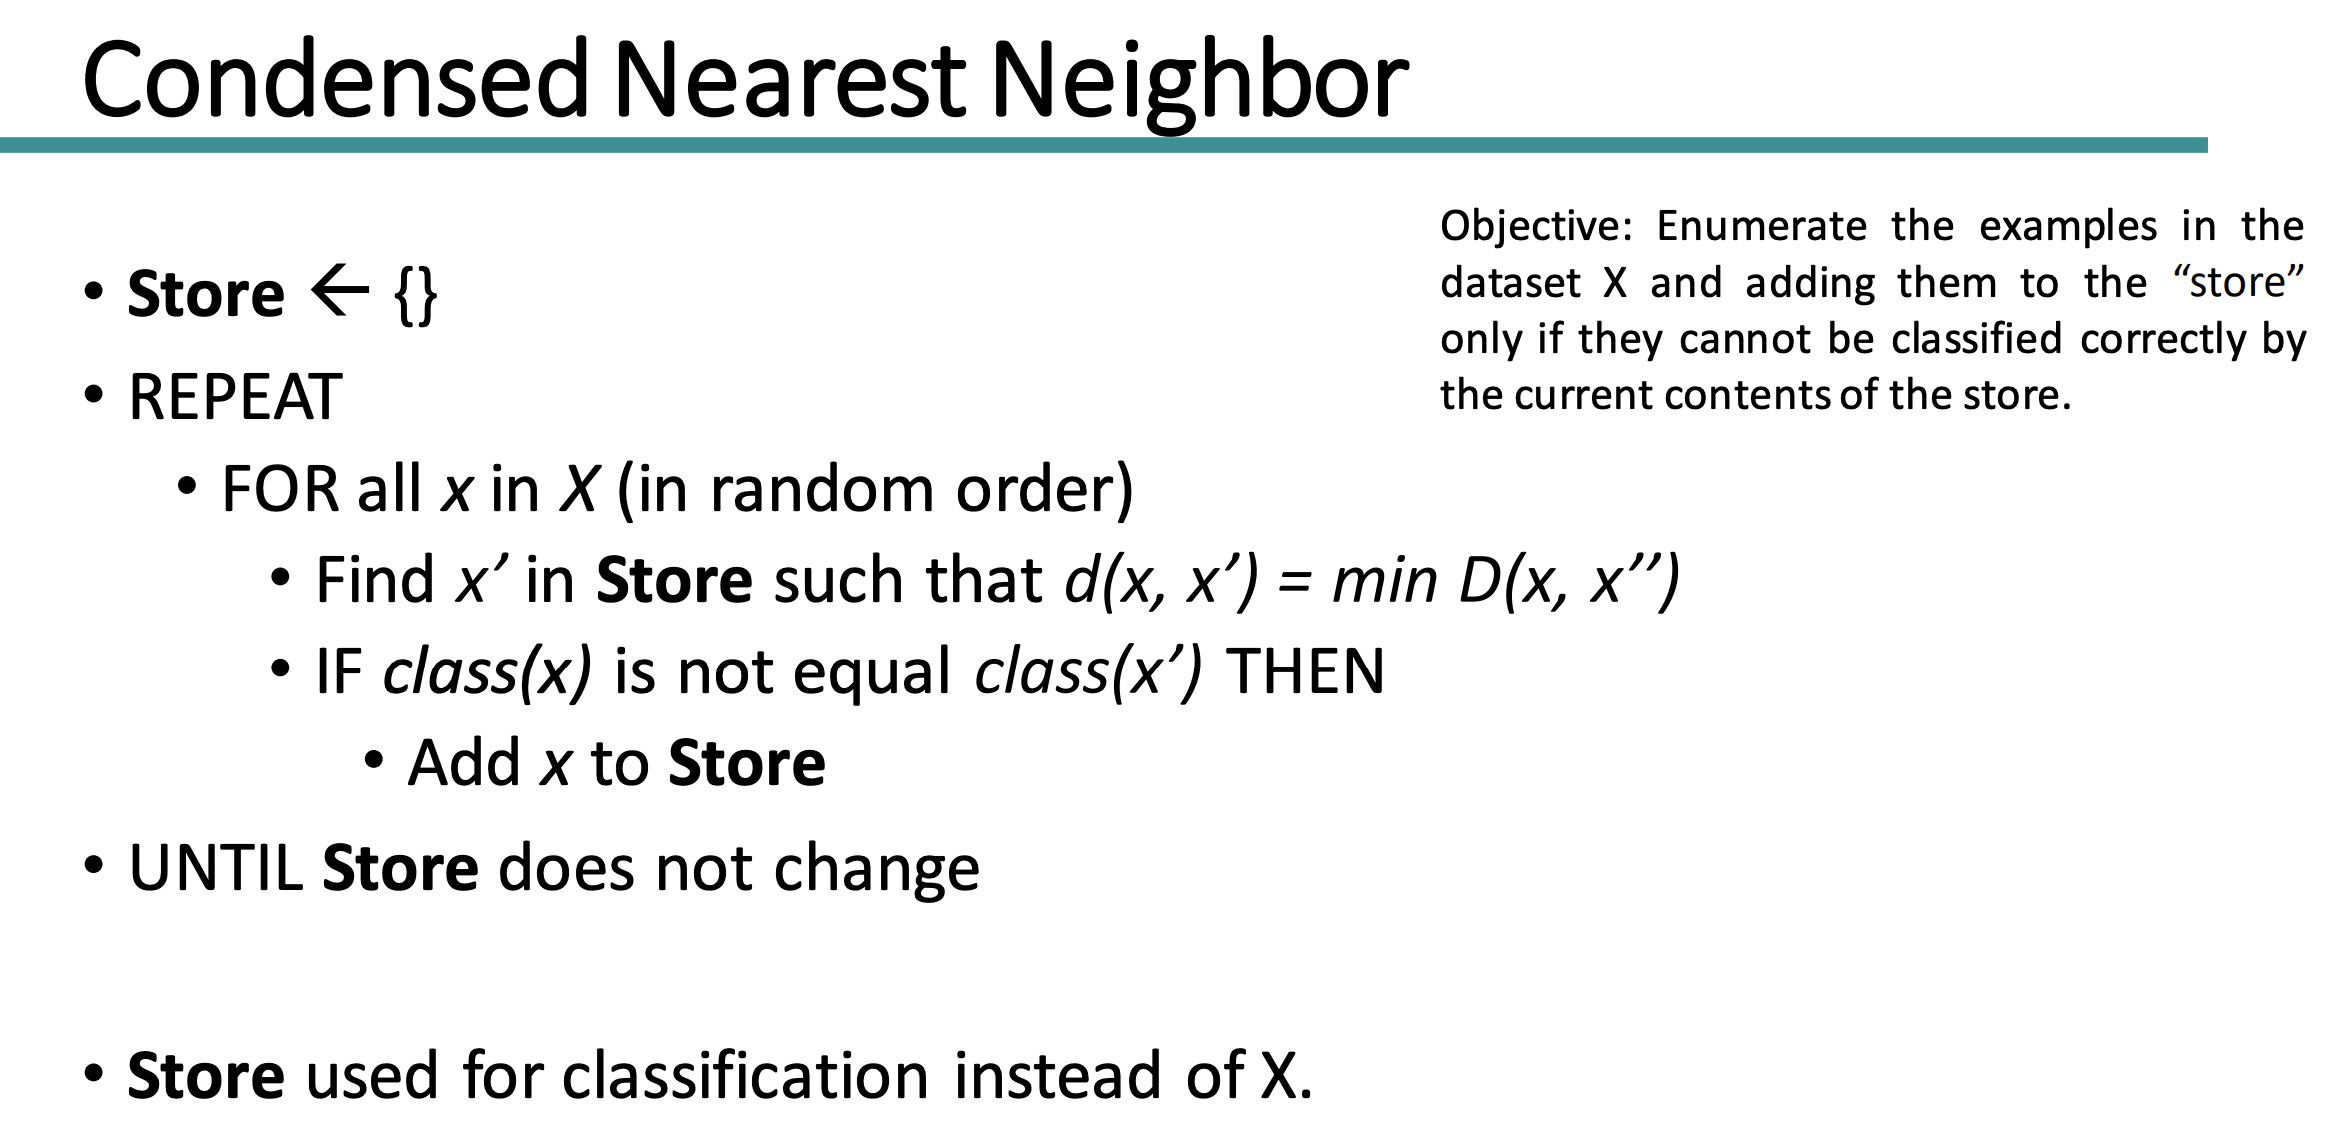 Condensed Nearest Neighbor
Objective: Enumerate the examples in the
dataset X and adding them to the “store”
only if they cannot be classified correctly by
the current contents of the store.
• Store ← {}
• REPEAT
• FOR all x in X (in random order)
• Find x’ in Store such that d(x, x’) = min D(x, x’’)
• IF class(x) is not equal class(x’) THEN
• Add x to Store
• UNTIL Store does not change
• Store used for classification instead of X.